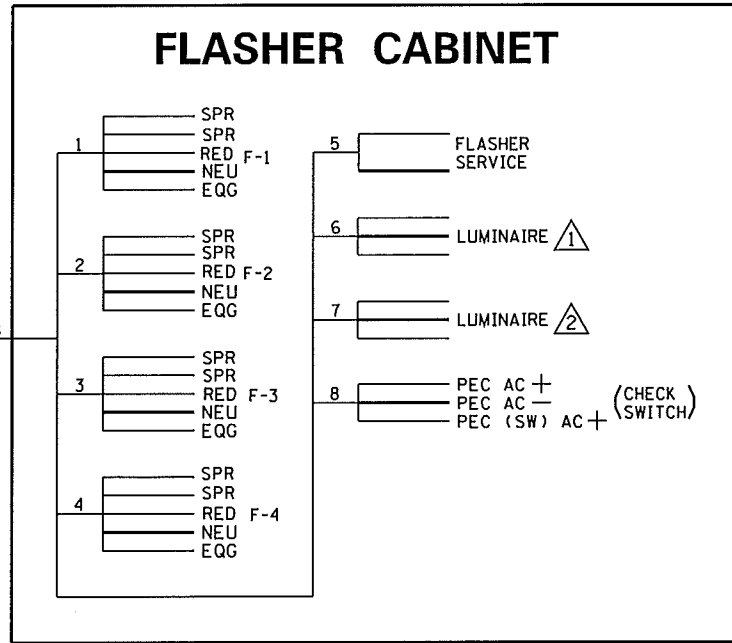 FLASHER CABINET
1
SPR
SPR
RED F-1
NEU
EQG
2
SPR
SPR
RED F-2
NEU
EQG
3
SPR
SPR
RED F-3
NEU
EQG
4
SPR
SPR
RED F-4
NEU
EQG
5
FLASHER
SERVICE
6
LUMINAIRE 1
7
LUMINAIRE 2
8
PEC AC +
PEC AC −
PEC (SW) AC +
(CHECK
SWITCH)